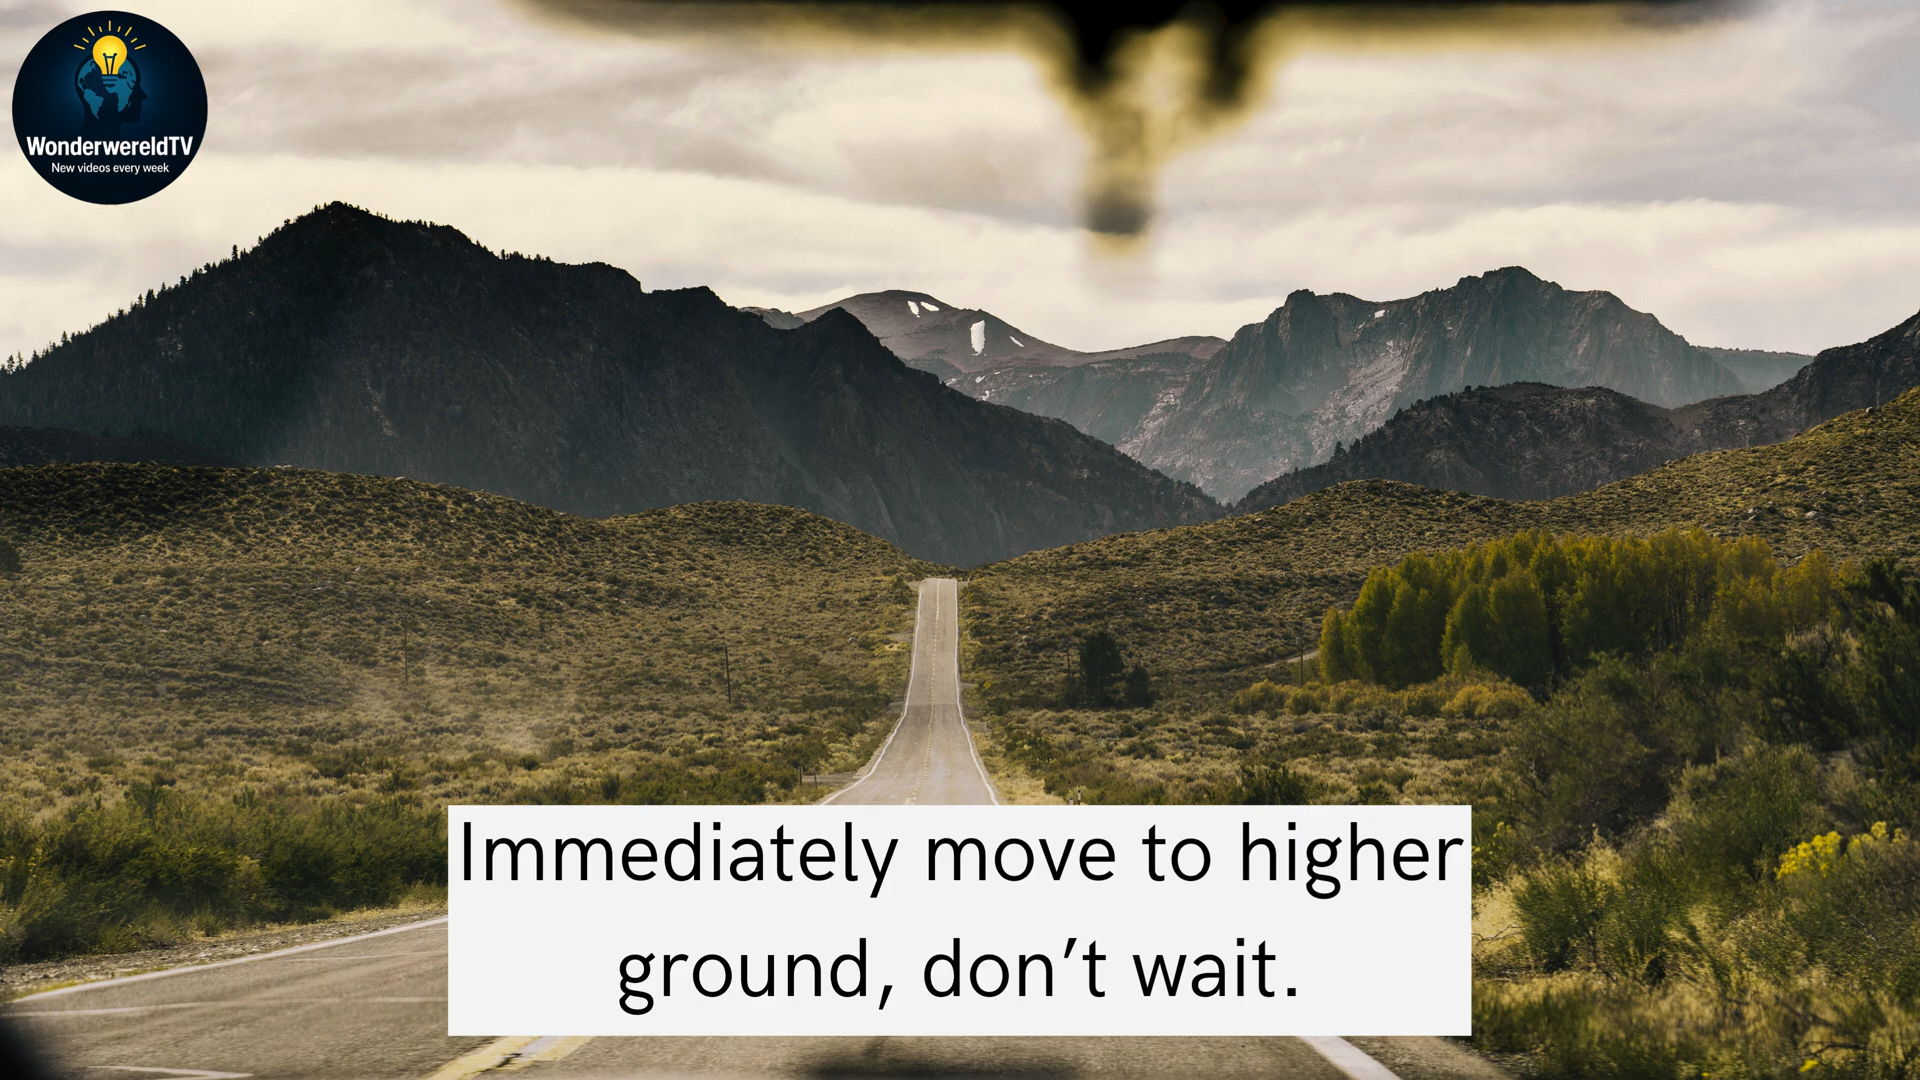 WonderwereldTV
New videos every week
Immediately move to higher
ground, don’t wait.